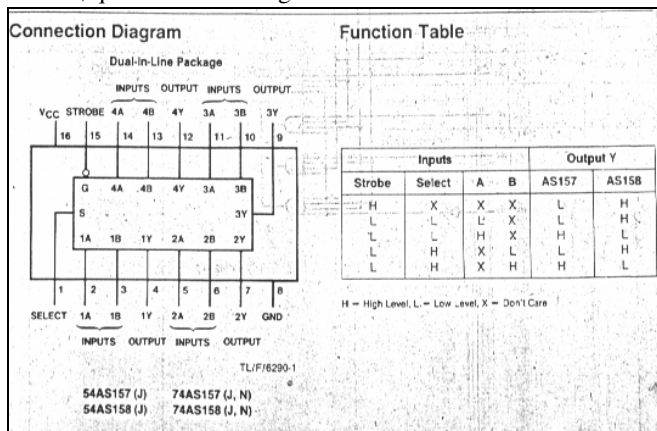 Connection Diagram
Dual-In-Line Package
INPUTS OUTPUT INPUTS OUTPUT
VCC STROBE 4A 4B 4Y 3A 3B 3Y
16 15 14 13 12 11 10 9
G 4A 4B 4Y 3A 3B
S 3Y
1A 1B 1Y 2A 2B 2Y
1 2 3 4 5 6 7 8
SELECT 1A 1B 1Y 2A 2B 2Y GND
INPUTS OUTPUT INPUTS OUTPUT
TL/F/6290-1
54AS157 (J) 74AS157 (J, N)
54AS158 (J) 74AS158 (J, N)
Function Table
Inputs Output Y
Strobe Select A B AS157 AS158
H X X X L H
L L L X L H
L L H X H L
L H X L L H
L H X H H L
H – High Level, L – Low Level, X – Don't Care